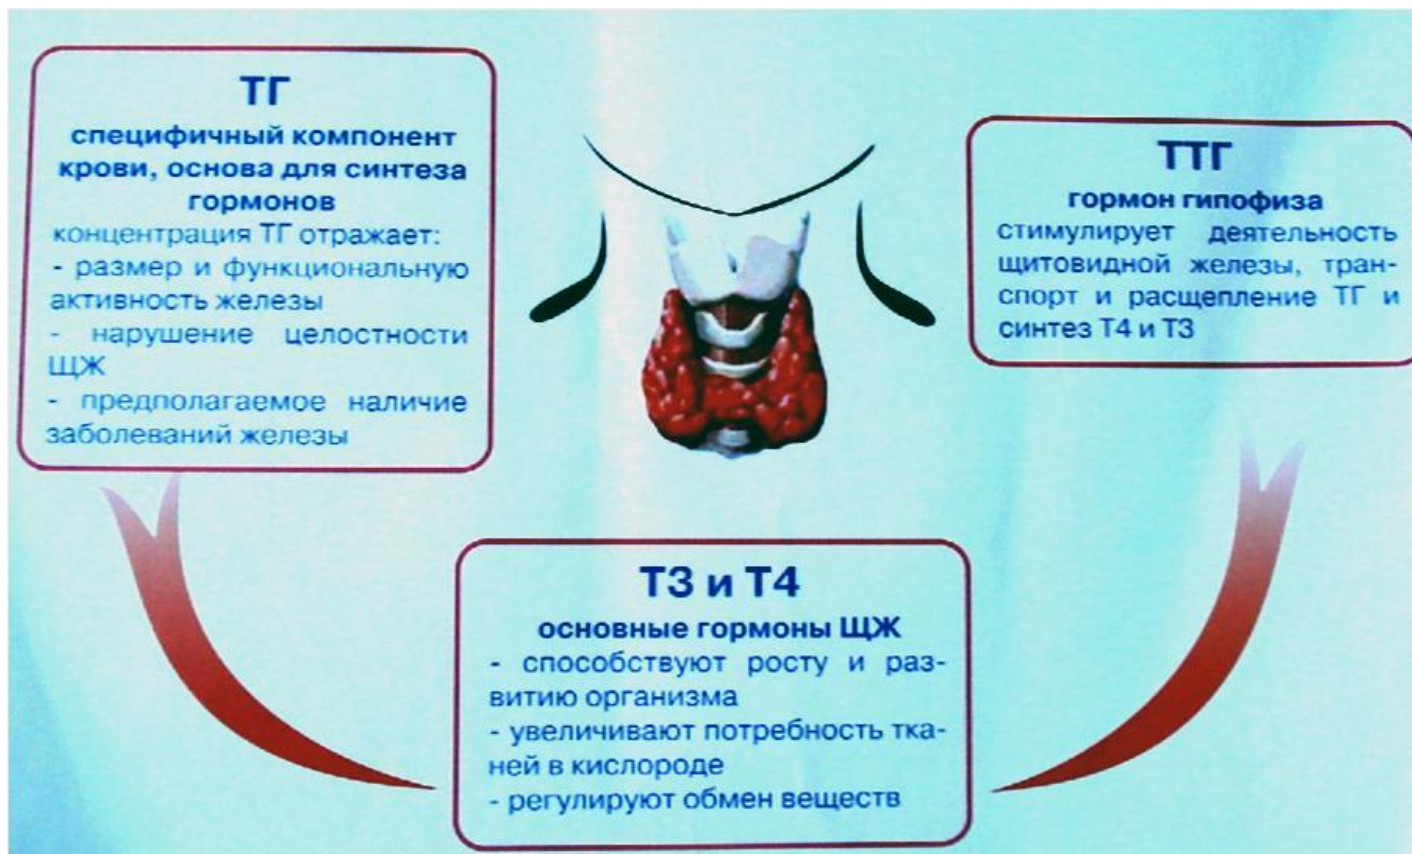 ТГ
специфичный компонент
крови, основа для синтеза
гормонов
концентрация ТГ отражает:
- размер и функциональную
активность железы
- нарушение целостности
ЩЖ
- предполагаемое наличие
заболеваний железы
ТТГ
гормон гипофиза
стимулирует деятельность
щитовидной железы, тран-
спорт и расщепление ТГ и
синтез Т4 и Т3
Т3 и Т4
основные гормоны ЩЖ
- способствуют росту и раз-
витию организма
- увеличивают потребность тка-
ней в кислороде
- регулируют обмен веществ